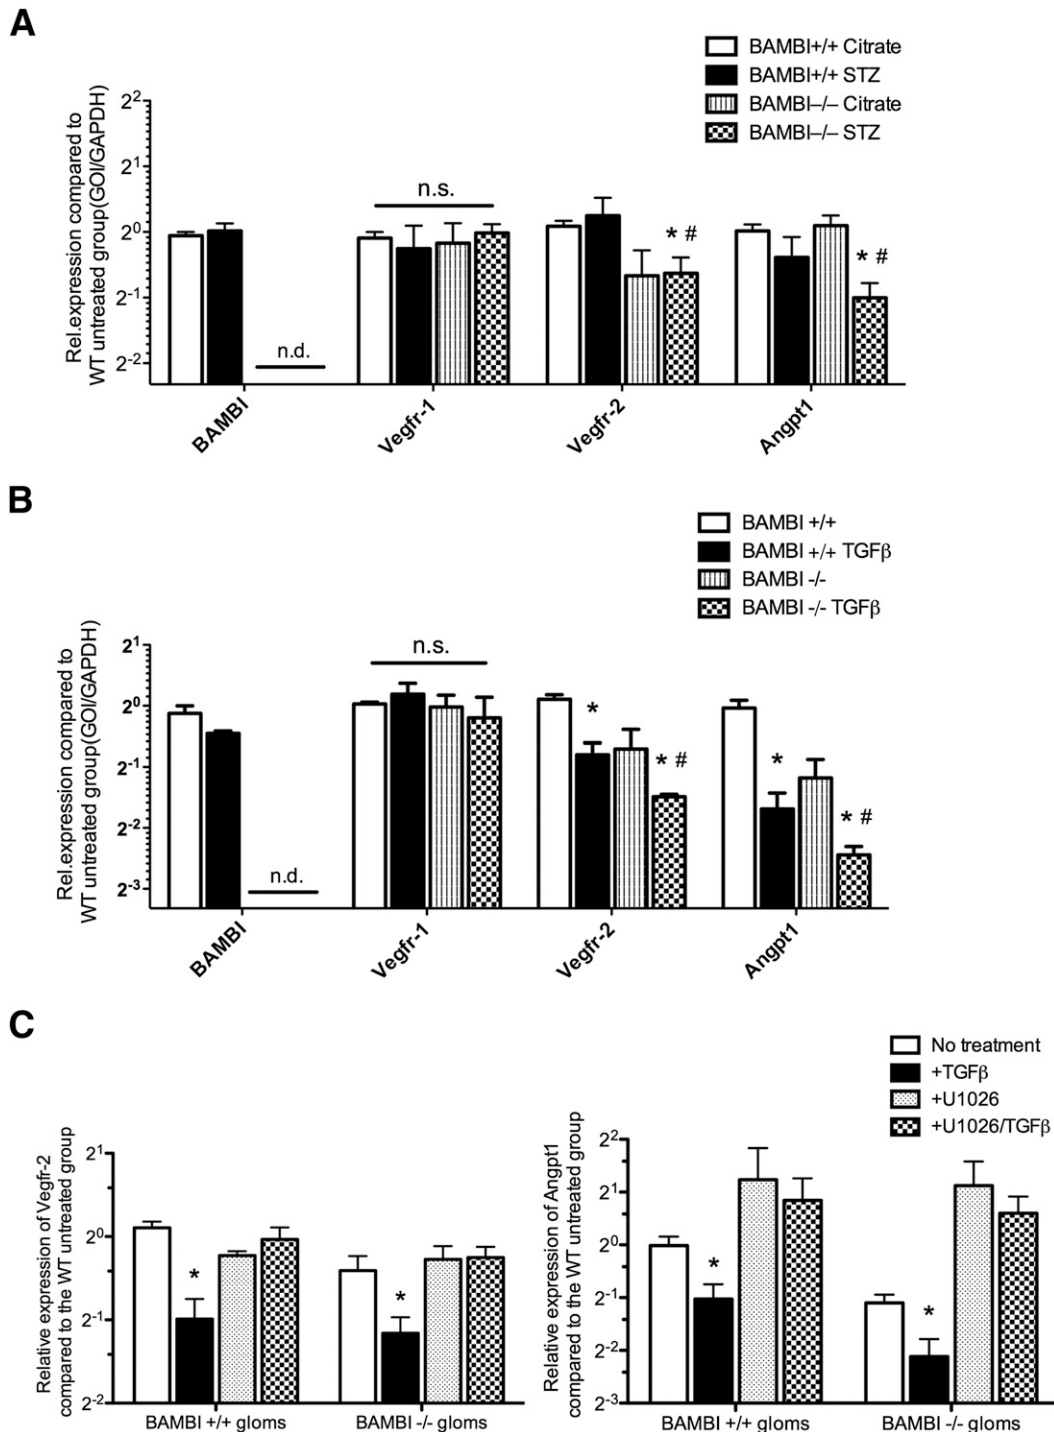 A
BAMBI+/+ Citrate
BAMBI+/+ STZ
BAMBI–/– Citrate
BAMBI–/– STZ
Rel.expression compared to
WT untreated group(GOI/GAPDH)
2²
2¹
2⁰
2⁻¹
2⁻²
n.d.
n.s.
* #
* #
BAMBI
Vegfr-1
Vegfr-2
Angpt1
B
BAMBI +/+
BAMBI +/+ TGFβ
BAMBI -/-
BAMBI -/- TGFβ
Rel.expression compared to
WT untreated group(GOI/GAPDH)
2¹
2⁰
2⁻¹
2⁻²
2⁻³
n.d.
n.s.
*
* #
*
* #
BAMBI
Vegfr-1
Vegfr-2
Angpt1
C
No treatment
+TGFβ
+U1026
+U1026/TGFβ
Relative expression of Vegfr-2
compared to the WT untreated group
2¹
2⁰
2⁻¹
2⁻²
*
*
BAMBI +/+ gloms
BAMBI -/- gloms
Relative expression of Angpt1
compared to the WT untreated group
2²
2¹
2⁰
2⁻¹
2⁻²
2⁻³
*
*
BAMBI +/+ gloms
BAMBI -/- gloms